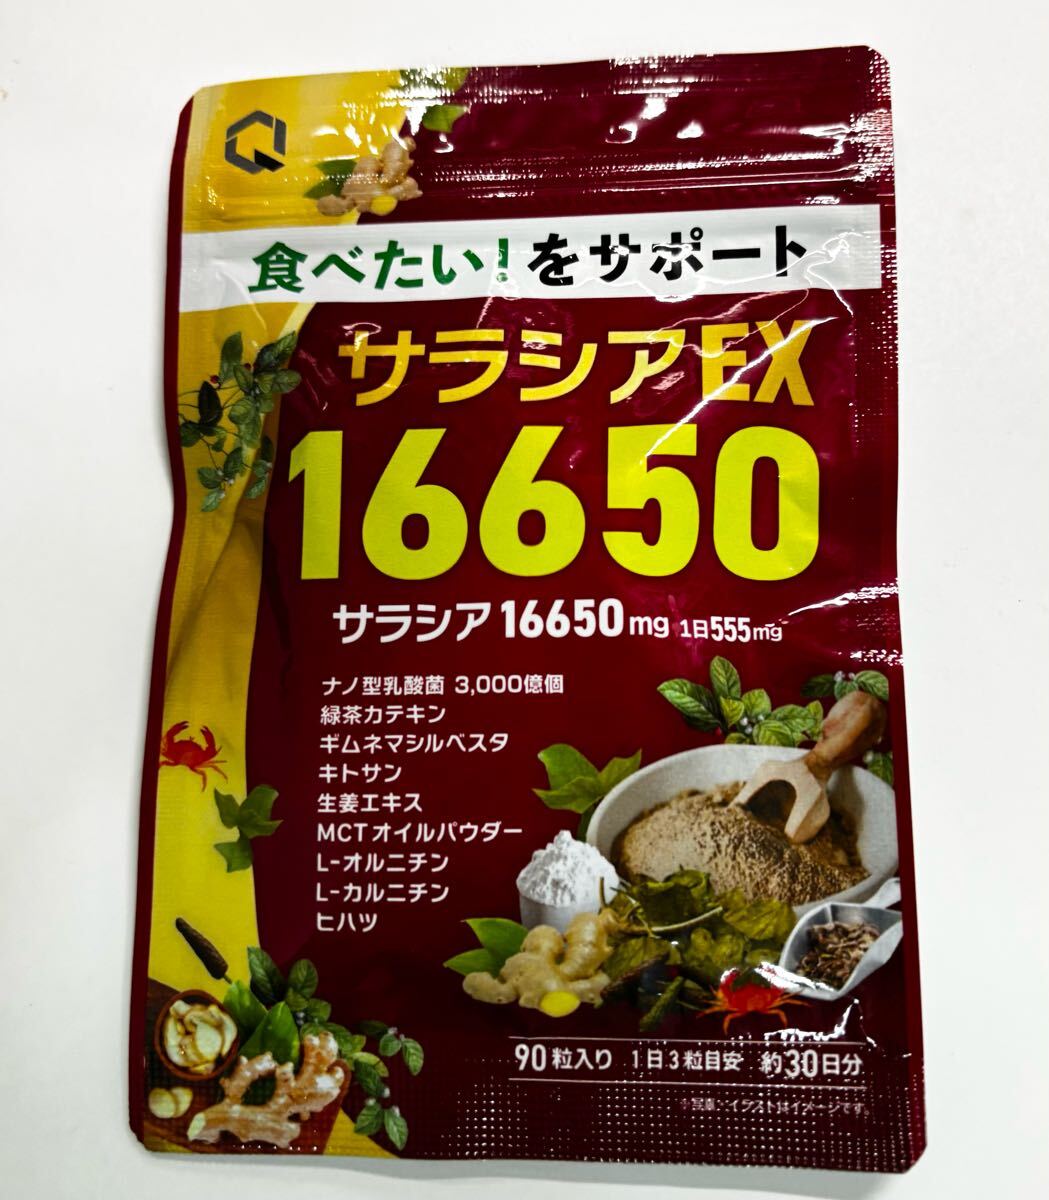 食べたい!をサポート
サラシアEX
16650
サラシア16650mg 1日555mg
ナノ型乳酸菌 3,000億個
緑茶カテキン
ギムネマシルベスタ
キトサン
生姜エキス
MCTオイルパウダー
L-オルニチン
L-カルニチン
ヒハツ
90粒入り 1日3粒目安 約30日分
※写真・イラストはイメージです。